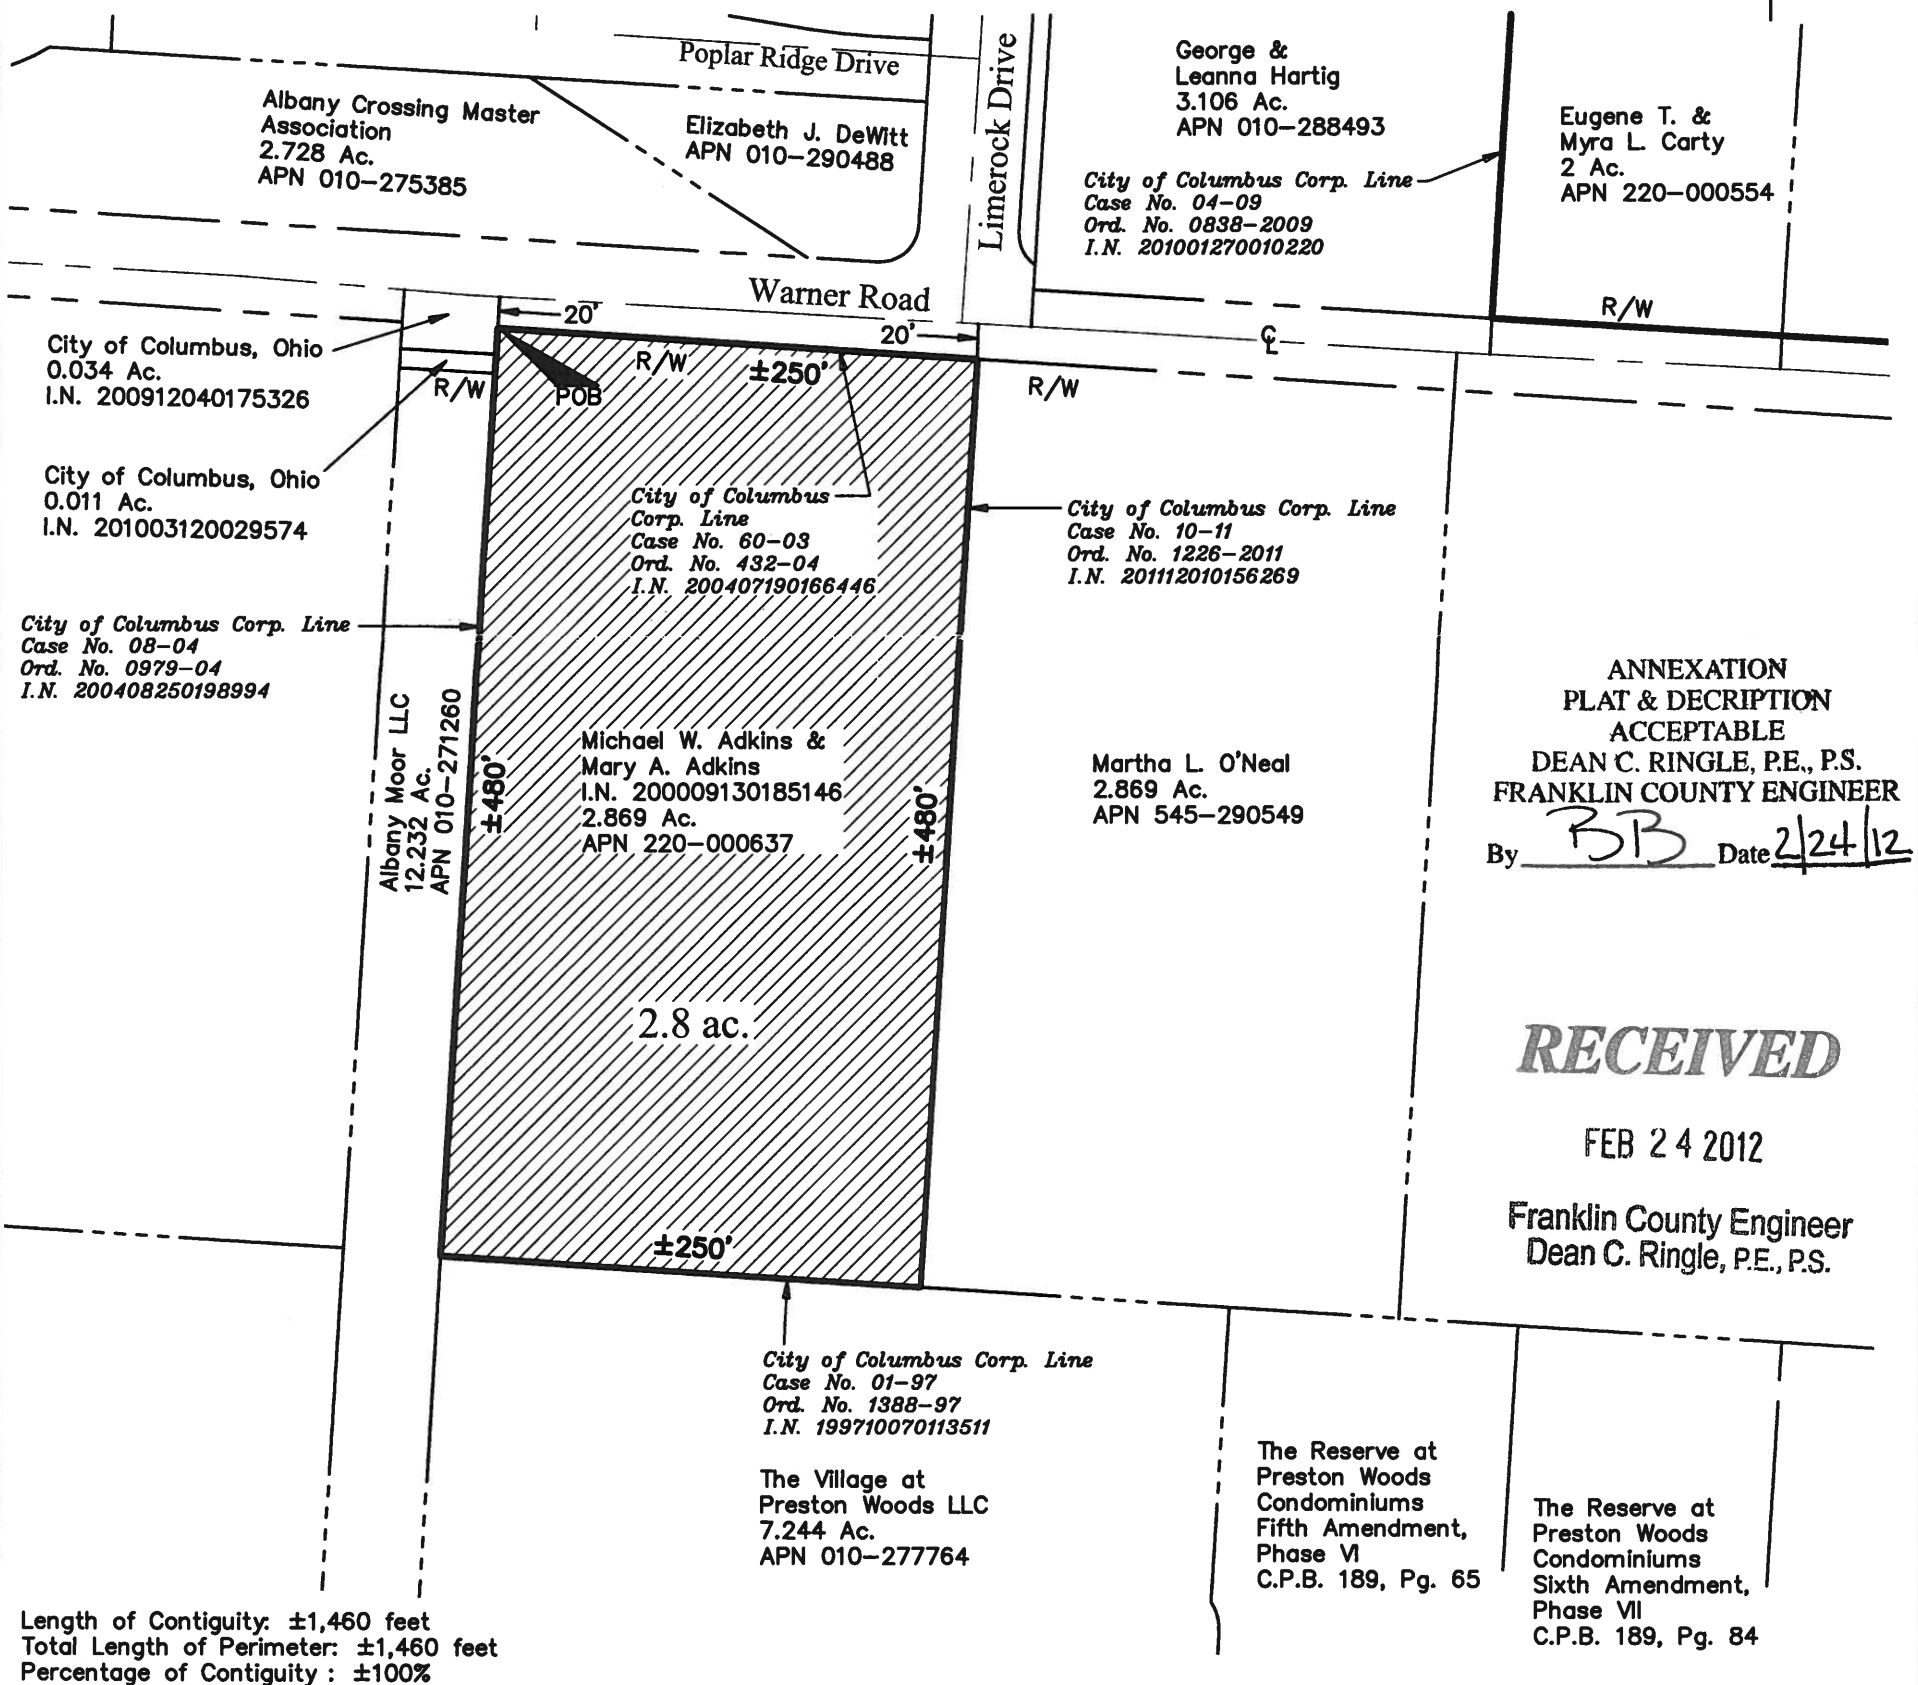 Poplar Ridge Drive
Limerock Drive
Albany Crossing Master
Association
2.728 Ac.
APN 010-275385
Elizabeth J. DeWitt
APN 010-290488
George &
Leanna Hartig
3.106 Ac.
APN 010-288493
City of Columbus Corp. Line
Case No. 04-09
Ord. No. 0838-2009
I.N. 201001270010220
Eugene T. &
Myra L. Carty
2 Ac.
APN 220-000554
Warner Road
R/W
20'
20'
℄
City of Columbus, Ohio
0.034 Ac.
I.N. 200912040175326
R/W
R/W
±250'
POB
R/W
City of Columbus, Ohio
0.011 Ac.
I.N. 201003120029574
City of Columbus
Corp. Line
Case No. 60-03
Ord. No. 432-04
I.N. 200407190166446
City of Columbus Corp. Line
Case No. 10-11
Ord. No. 1226-2011
I.N. 201112010156269
City of Columbus Corp. Line
Case No. 08-04
Ord. No. 0979-04
I.N. 200408250198994
Albany Moor LLC
12.232 Ac.
APN 010-271260
±480'
Michael W. Adkins &
Mary A. Adkins
I.N. 200009130185146
2.869 Ac.
APN 220-000637
±480'
Martha L. O'Neal
2.869 Ac.
APN 545-290549
ANNEXATION
PLAT & DECRIPTION
ACCEPTABLE
DEAN C. RINGLE, P.E., P.S.
FRANKLIN COUNTY ENGINEER
By BB Date 2/24/12
2.8 ac.
RECEIVED
FEB 24 2012
Franklin County Engineer
Dean C. Ringle, P.E., P.S.
±250'
City of Columbus Corp. Line
Case No. 01-97
Ord. No. 1388-97
I.N. 199710070113511
The Village at
Preston Woods LLC
7.244 Ac.
APN 010-277764
The Reserve at
Preston Woods
Condominiums
Fifth Amendment,
Phase VI
C.P.B. 189, Pg. 65
The Reserve at
Preston Woods
Condominiums
Sixth Amendment,
Phase VII
C.P.B. 189, Pg. 84
Length of Contiguity: ±1,460 feet
Total Length of Perimeter: ±1,460 feet
Percentage of Contiguity : ±100%